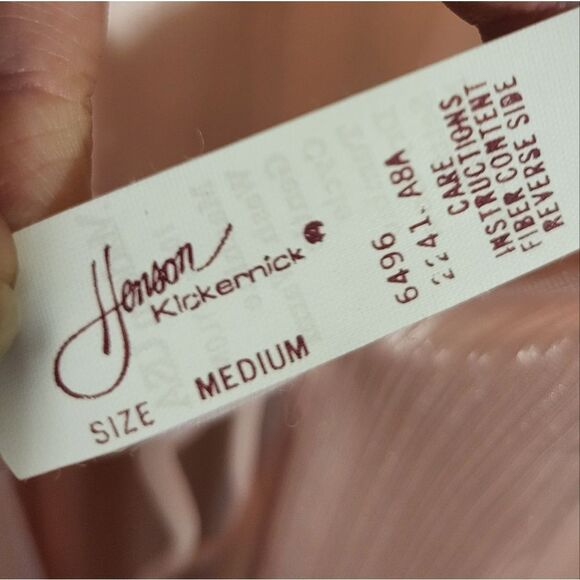 Henson
Kickernick
SIZE MEDIUM
6496
2241. A8A
CARE
INSTRUCTIONS
FIBER CONTENT
REVERSE SIDE